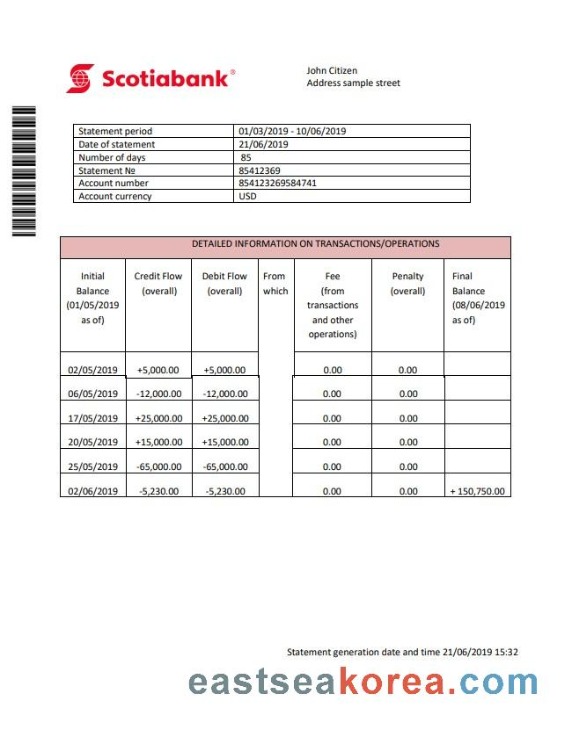 Scotiabank®
John Citizen
Address sample street
Statement period 01/03/2019 - 10/06/2019
Date of statement 21/06/2019
Number of days 85
Statement № 85412369
Account number 854123269584741
Account currency USD
DETAILED INFORMATION ON TRANSACTIONS/OPERATIONS
Initial Balance (01/05/2019 as of) Credit Flow (overall) Debit Flow (overall) From which Fee (from transactions and other operations) Penalty (overall) Final Balance (08/06/2019 as of)
02/05/2019 +5,000.00 +5,000.00 0.00 0.00
06/05/2019 -12,000.00 -12,000.00 0.00 0.00
17/05/2019 +25,000.00 +25,000.00 0.00 0.00
20/05/2019 +15,000.00 +15,000.00 0.00 0.00
25/05/2019 -65,000.00 -65,000.00 0.00 0.00
02/06/2019 -5,230.00 -5,230.00 0.00 0.00 + 150,750.00
Statement generation date and time 21/06/2019 15:32
eastseakorea.com